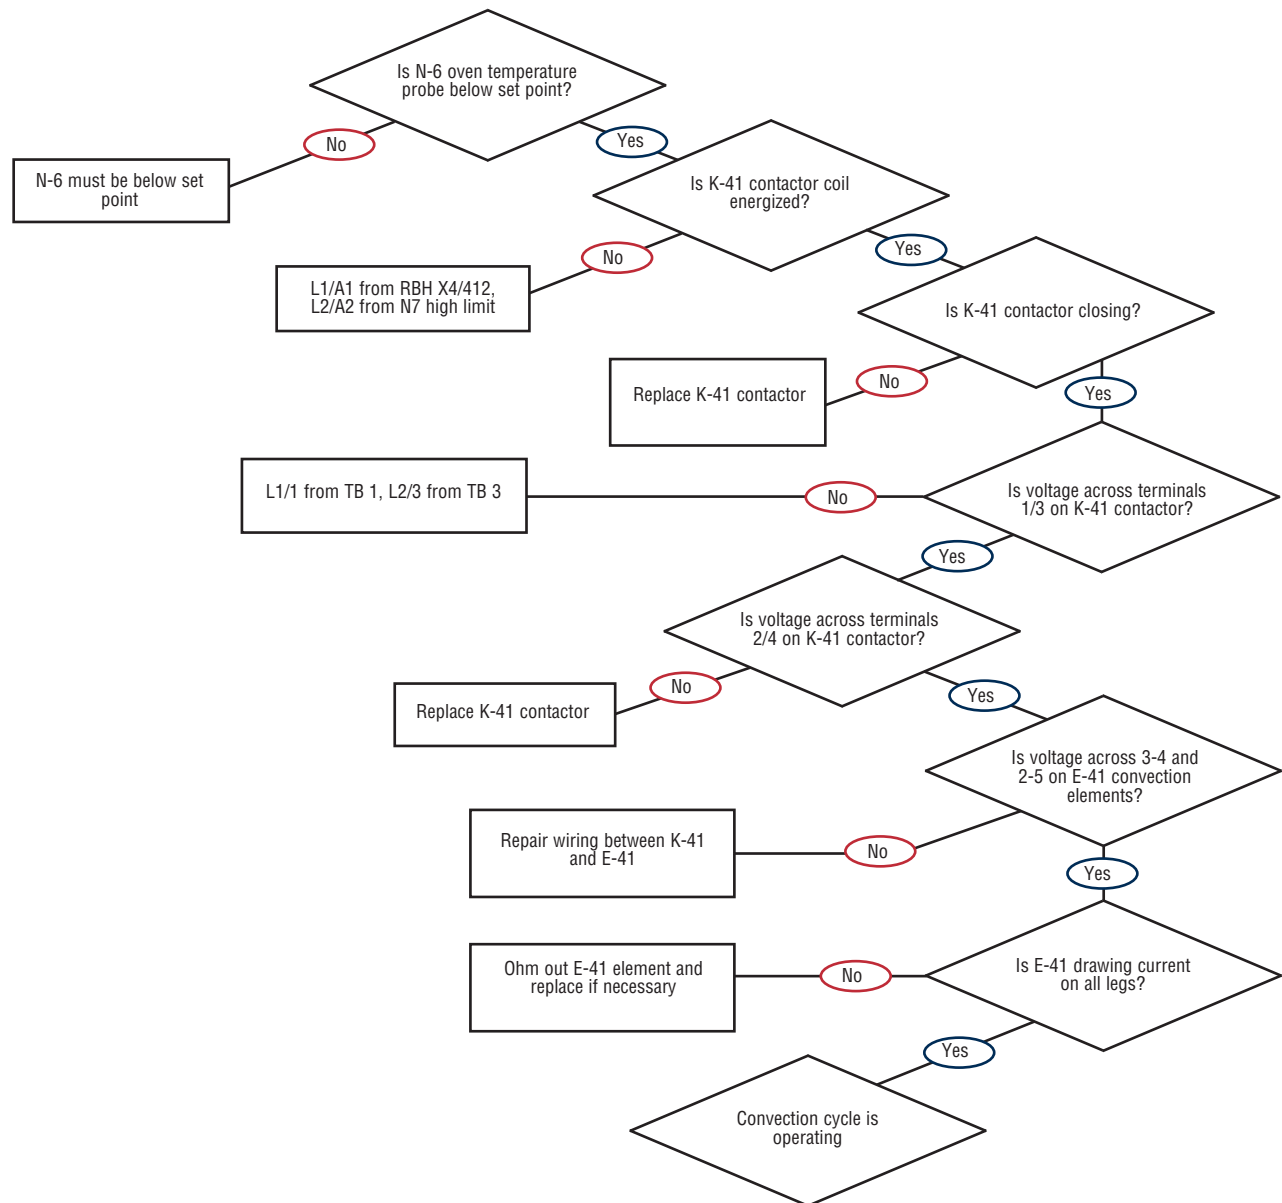 Is N-6 oven temperature
probe below set point?
No
Yes
N-6 must be below set
point
Is K-41 contactor coil
energized?
No
Yes
L1/A1 from RBH X4/412,
L2/A2 from N7 high limit
Is K-41 contactor closing?
No
Yes
Replace K-41 contactor
L1/1 from TB 1, L2/3 from TB 3
No
Is voltage across terminals
1/3 on K-41 contactor?
Yes
Is voltage across terminals
2/4 on K-41 contactor?
No
Yes
Replace K-41 contactor
Is voltage across 3-4 and
2-5 on E-41 convection
elements?
Repair wiring between K-41
and E-41
No
Yes
Ohm out E-41 element and
replace if necessary
No
Is E-41 drawing current
on all legs?
Yes
Convection cycle is
operating